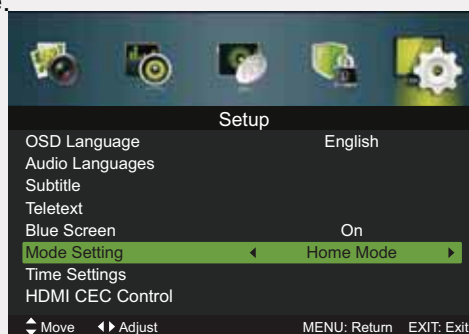 e.
Setup
OSD Language English
Audio Languages
Subtitle
Teletext
Blue Screen On
Mode Setting Home Mode
Time Settings
HDMI CEC Control
Move Adjust MENU: Return EXIT: Exit